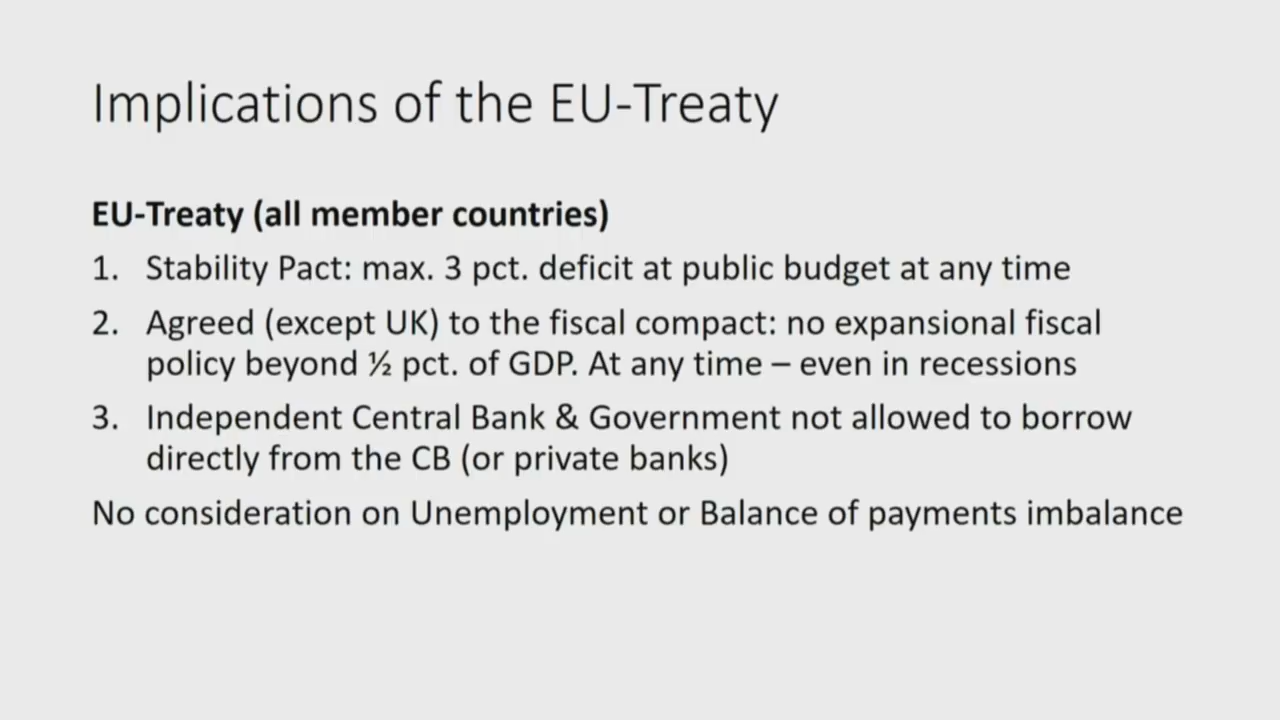 Implications of the EU-Treaty
EU-Treaty (all member countries)
1. Stability Pact: max. 3 pct. deficit at public budget at any time
2. Agreed (except UK) to the fiscal compact: no expansional fiscal
policy beyond ½ pct. of GDP. At any time – even in recessions
3. Independent Central Bank & Government not allowed to borrow
directly from the CB (or private banks)
No consideration on Unemployment or Balance of payments imbalance